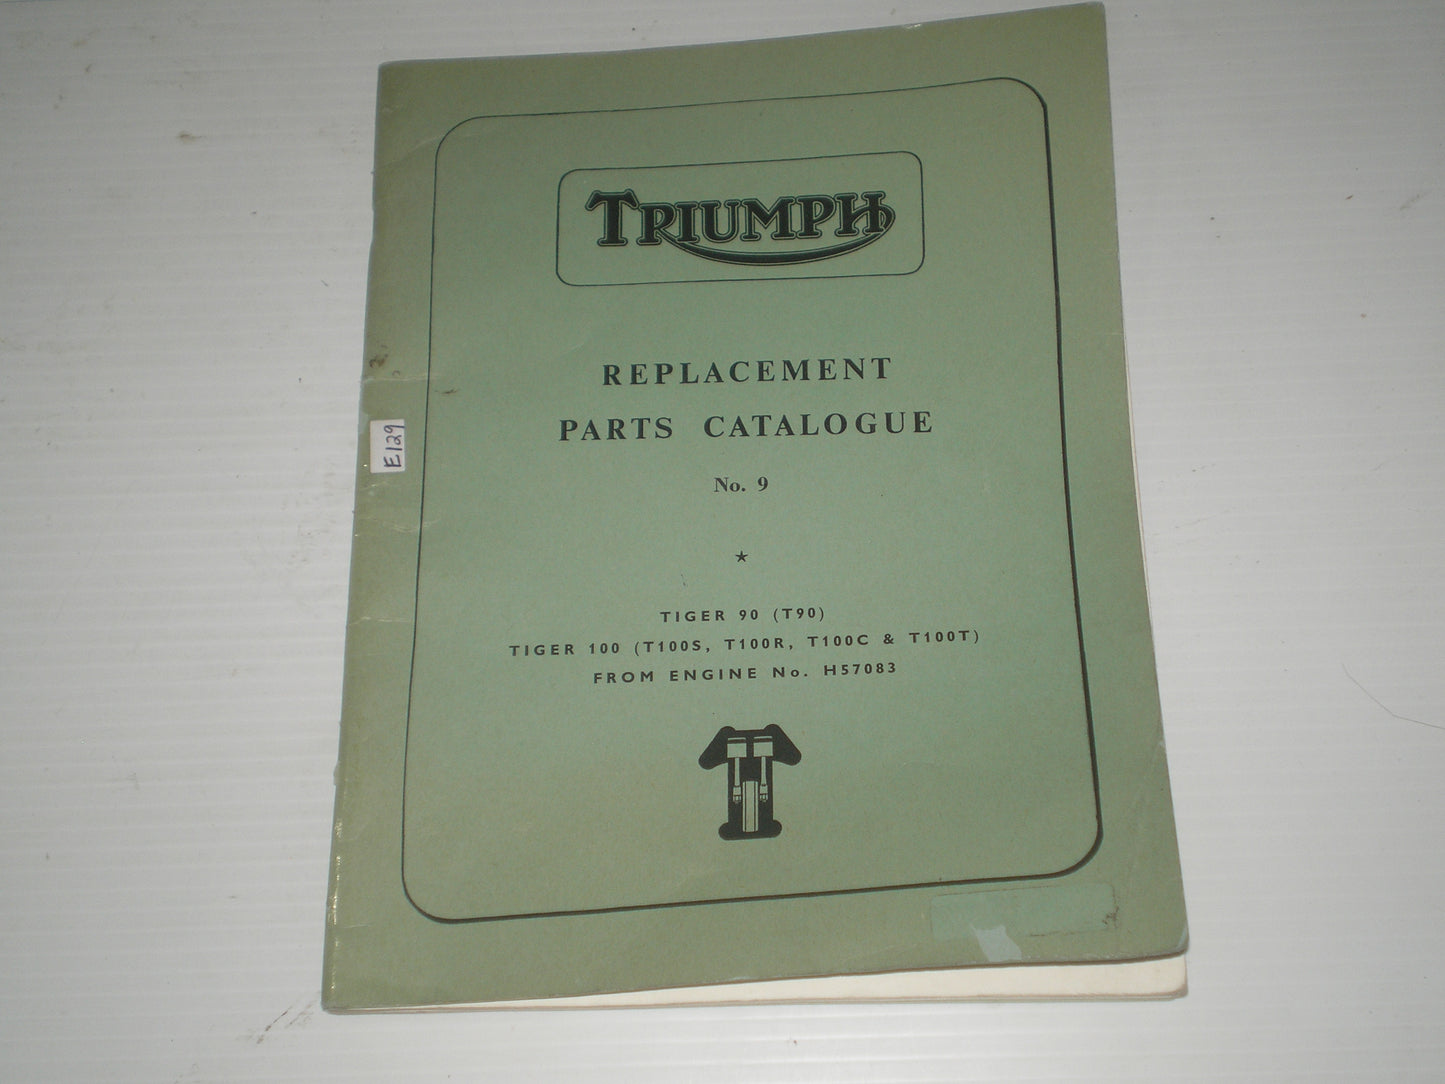 TRIUMPH
REPLACEMENT
PARTS CATALOGUE
No. 9
E129
TIGER 90 (T90)
TIGER 100 (T100S, T100R, T100C & T100T)
FROM ENGINE No. H57083